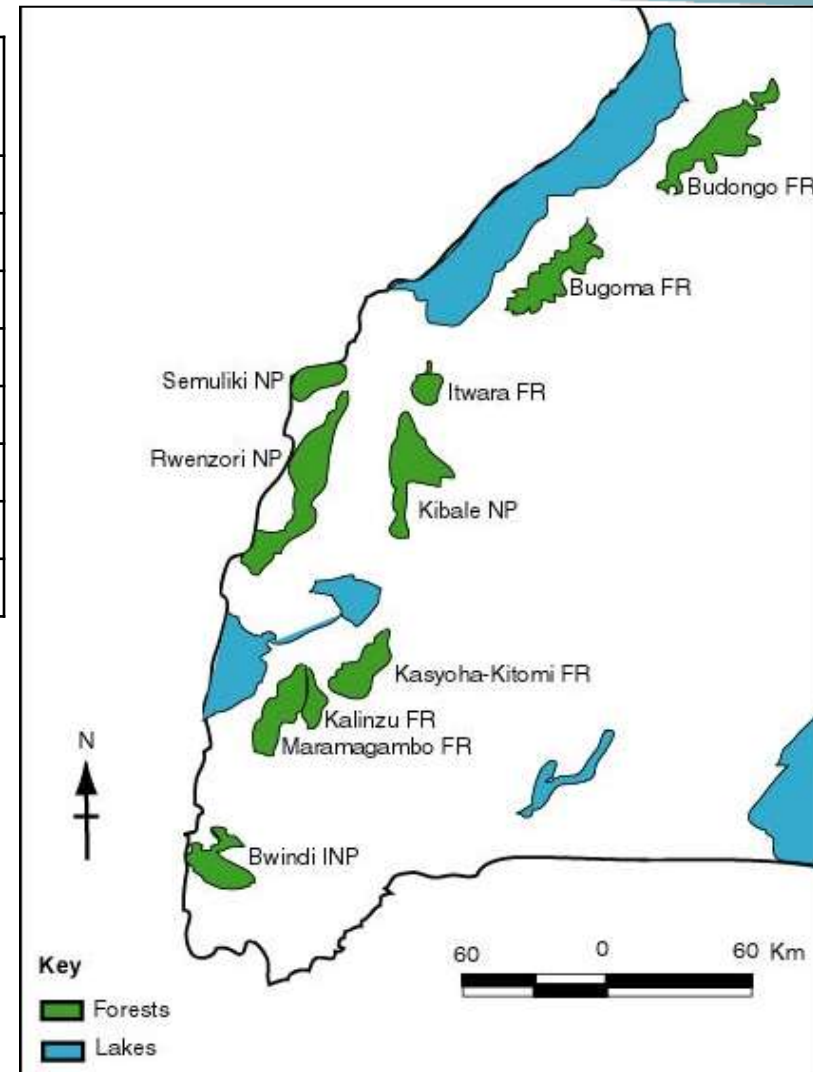 Budongo FR
Bugoma FR
Semuliki NP
Itwara FR
Rwenzori NP
Kibale NP
Kasyoha-Kitomi FR
Kalinzu FR
Maramagambo FR
N
Bwindi INP
60 0 60 Km
Key
Forests
Lakes